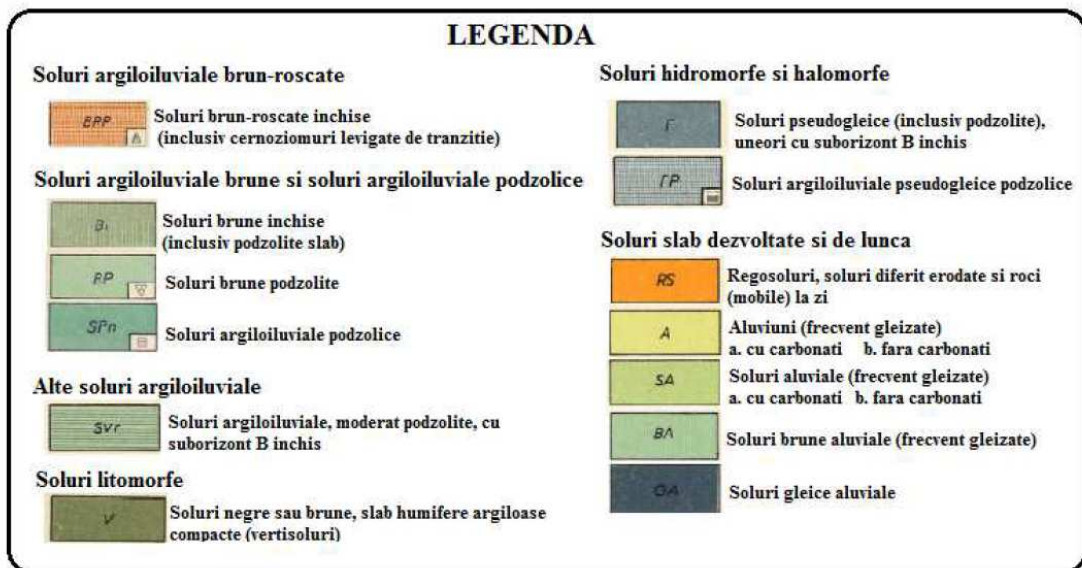 LEGENDA
Soluri argiloiluviale brun-roscate
BRP
Soluri brun-roscate inchise
(inclusiv cernoziomuri levigate de tranzitie)
Soluri argiloiluviale brune si soluri argiloiluviale podzolice
Bi
Soluri brune inchise
(inclusiv podzolite slab)
BP
Soluri brune podzolite
SPn
Soluri argiloiluviale podzolice
Alte soluri argiloiluviale
Svr
Soluri argiloiluviale, moderat podzolite, cu
suborizont B inchis
Soluri litomorfe
V
Soluri negre sau brune, slab humifere argiloase
compacte (vertisoluri)
Soluri hidromorfe si halomorfe
Γ
Soluri pseudogleice (inclusiv podzolite),
uneori cu suborizont B inchis
ΓP
Soluri argiloiluviale pseudogleice podzolice
Soluri slab dezvoltate si de lunca
RS
Regosoluri, soluri diferit erodate si roci
(mobile) la zi
A
Aluviuni (frecvent gleizate)
a. cu carbonati b. fara carbonati
SA
Soluri aluviale (frecvent gleizate)
a. cu carbonati b. fara carbonati
BA
Soluri brune aluviale (frecvent gleizate)
GA
Soluri gleice aluviale